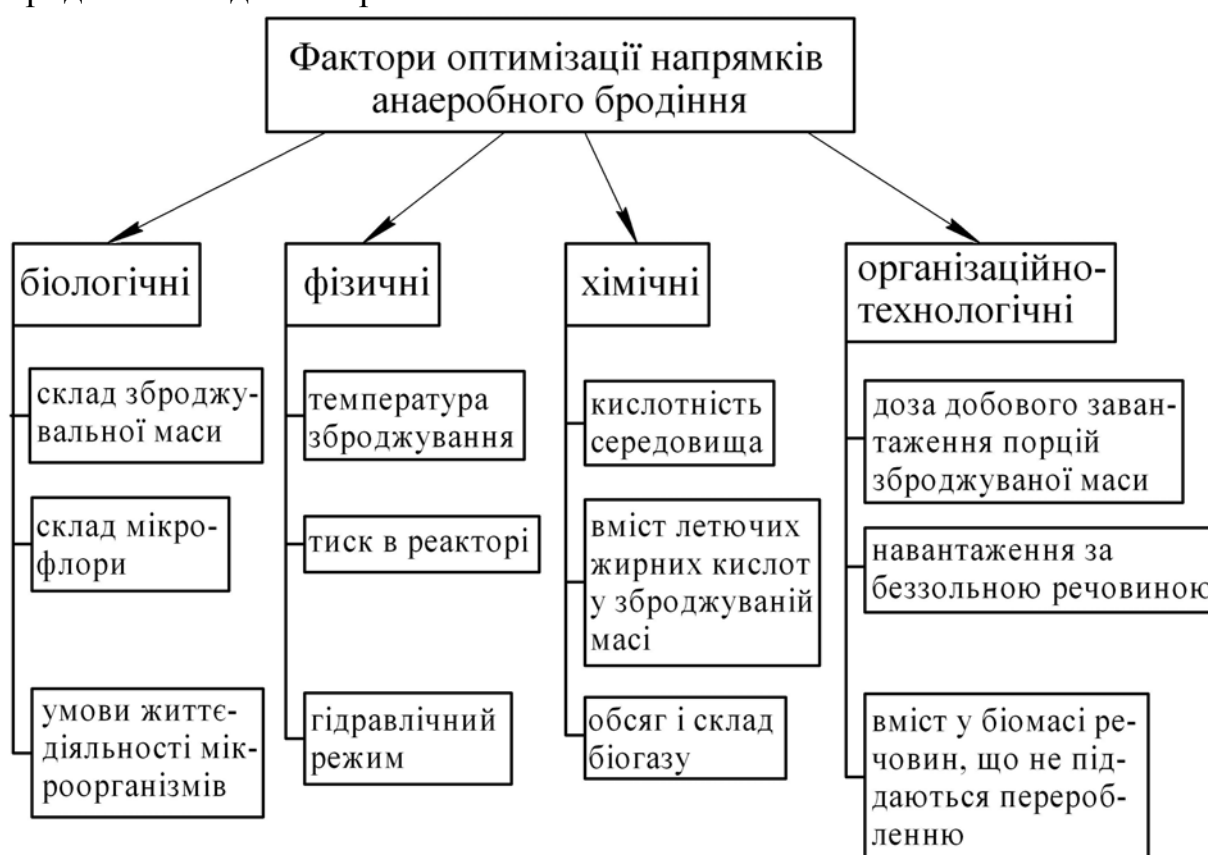 Фактори оптимізації напрямків
анаеробного бродіння
біологічні
склад зброджу-
вальної маси
склад мікро-
флори
умови життє-
діяльності мік-
роорганізмів
фізичні
температура
зброджування
тиск в реакторі
гідравлічний
режим
хімічні
кислотність
середовища
вміст летючих
жирних кислот
у зброджуваній
масі
обсяг і склад
біогазу
організаційно-
технологічні
доза добового заван-
таження порцій
зброджуваної маси
навантаження за
беззольною речовиною
вміст у біомасі ре-
човин, що не під-
даються перероб-
ленню